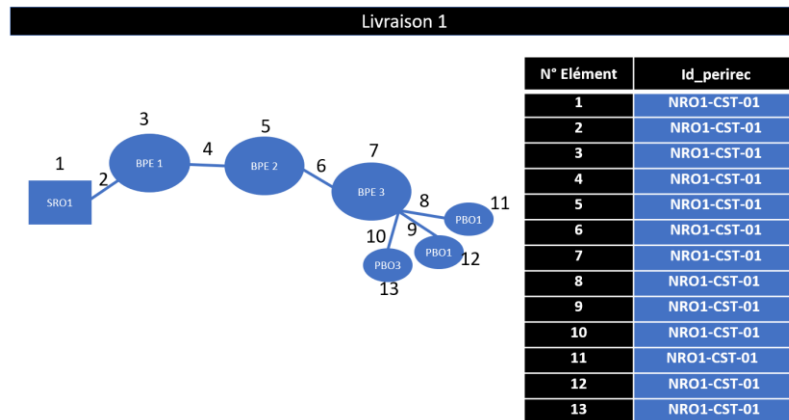 Livraison 1
3
5
1
4
7
BPE 1
BPE 2
2
6
SRO1
BPE 3
8
11
PBO1
10
9
PBO1
12
PBO3
13
N° Elément Id_perirec
1 NRO1-CST-01
2 NRO1-CST-01
3 NRO1-CST-01
4 NRO1-CST-01
5 NRO1-CST-01
6 NRO1-CST-01
7 NRO1-CST-01
8 NRO1-CST-01
9 NRO1-CST-01
10 NRO1-CST-01
11 NRO1-CST-01
12 NRO1-CST-01
13 NRO1-CST-01